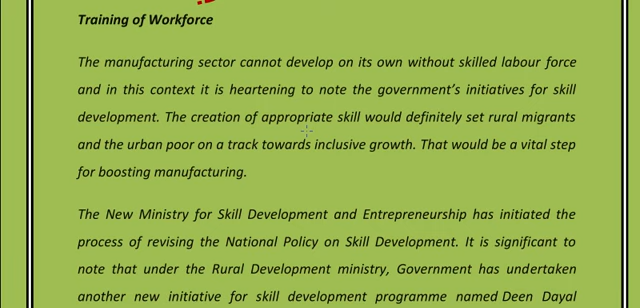 Training of Workforce
The manufacturing sector cannot develop on its own without skilled labour force
and in this context it is heartening to note the government's initiatives for skill
development. The creation of appropriate skill would definitely set rural migrants
and the urban poor on a track towards inclusive growth. That would be a vital step
for boosting manufacturing.
The New Ministry for Skill Development and Entrepreneurship has initiated the
process of revising the National Policy on Skill Development. It is significant to
note that under the Rural Development ministry, Government has undertaken
another new initiative for skill development programme named Deen Dayal